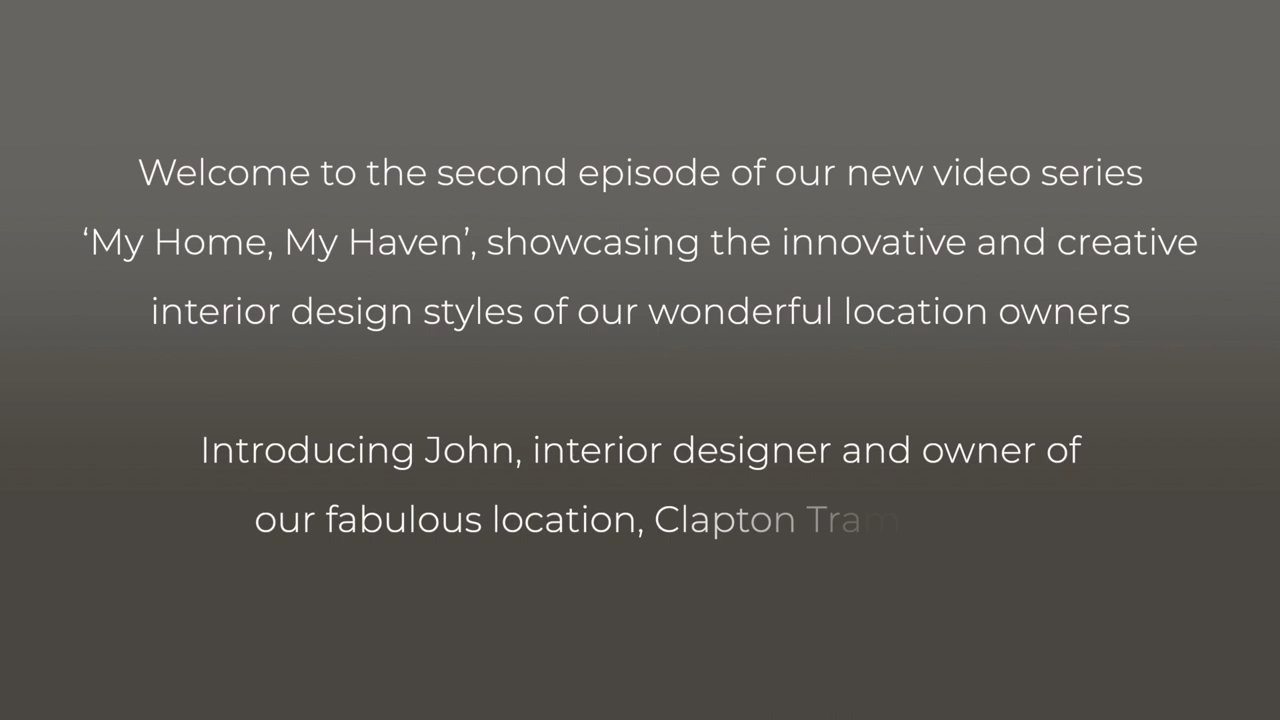 Welcome to the second episode of our new video series
‘My Home, My Haven’, showcasing the innovative and creative
interior design styles of our wonderful location owners
Introducing John, interior designer and owner of
our fabulous location, Clapton Tram